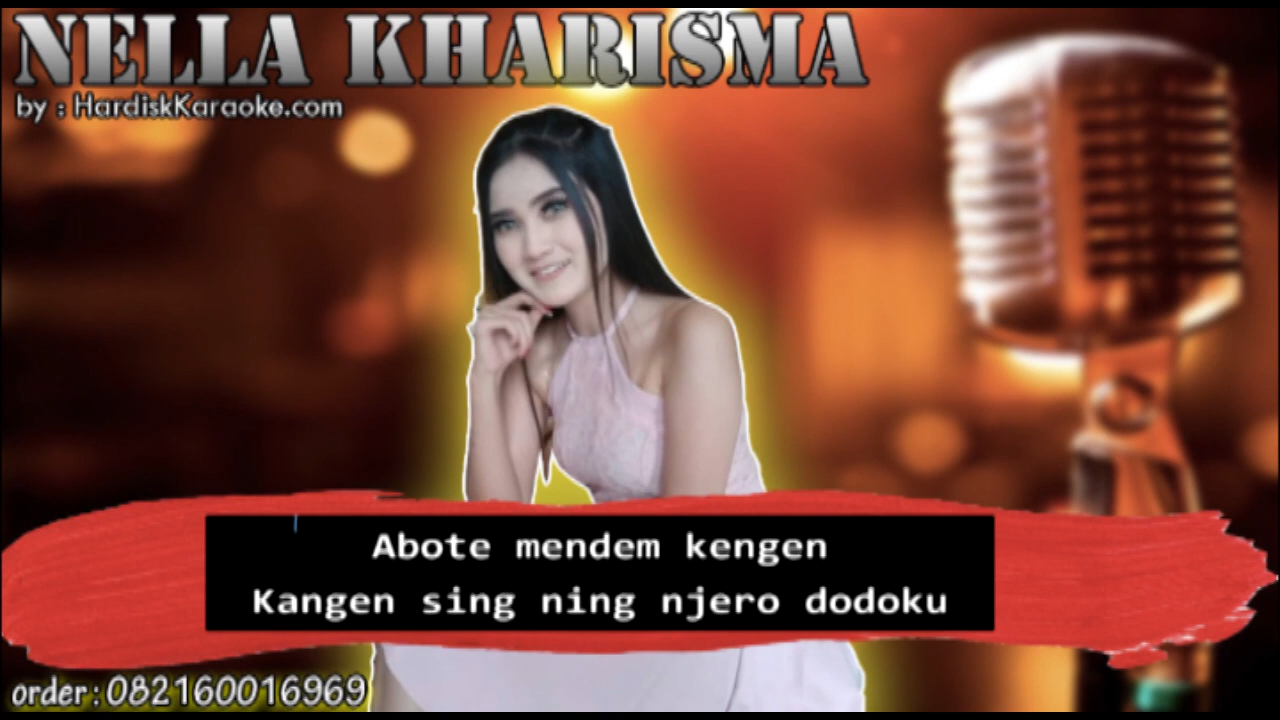 NELLA KHARISMA
by : HardiskKaraoke.com
Abote mendem kengen
Kangen sing ning njero dodoku
order : 082160016969